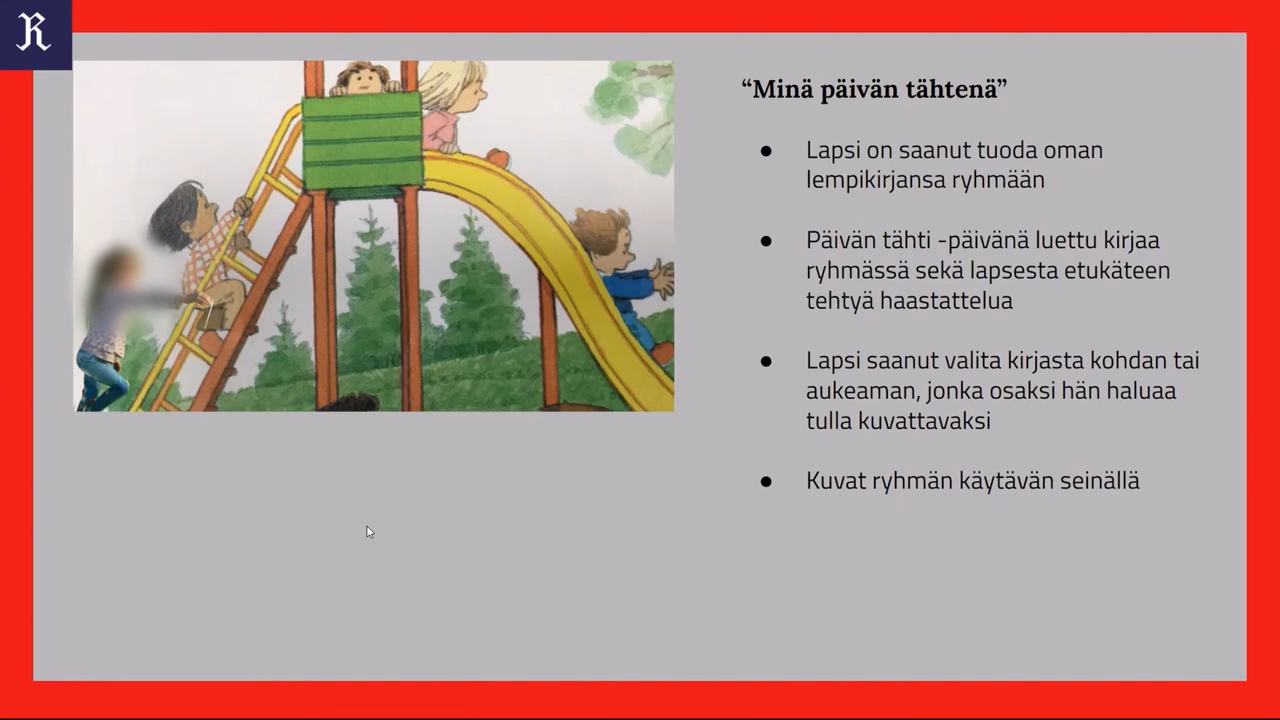 R
“Minä päivän tähtenä”
● Lapsi on saanut tuoda oman
lempikirjansa ryhmään
● Päivän tähti -päivänä luettu kirjaa
ryhmässä sekä lapsesta etukäteen
tehtyä haastattelua
● Lapsi saanut valita kirjasta kohdan tai
aukeaman, jonka osaksi hän haluaa
tulla kuvattavaksi
● Kuvat ryhmän käytävän seinällä